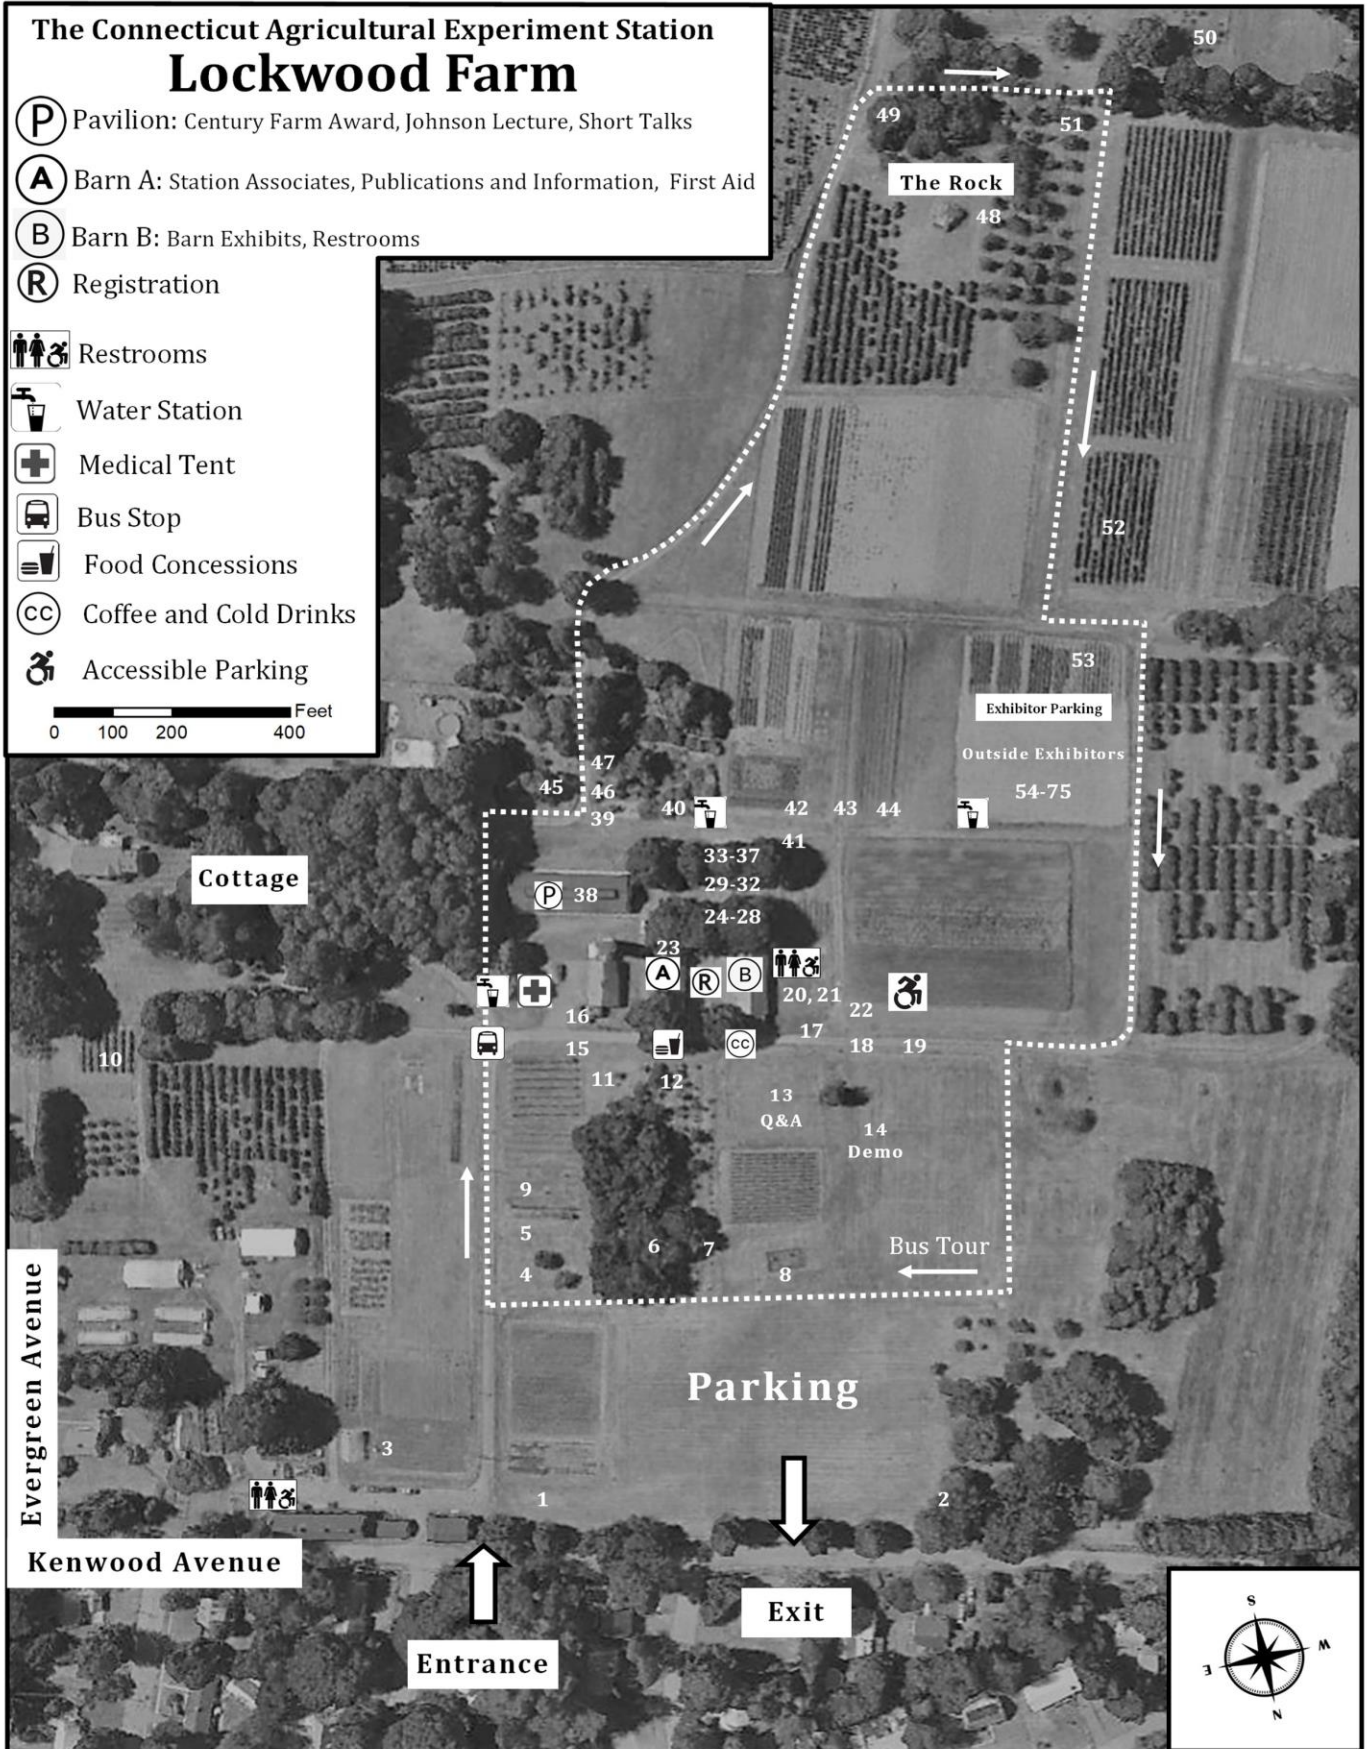 The Connecticut Agricultural Experiment Station
Lockwood Farm
P Pavilion: Century Farm Award, Johnson Lecture, Short Talks
A Barn A: Station Associates, Publications and Information, First Aid
B Barn B: Barn Exhibits, Restrooms
R Registration
Restrooms
Water Station
Medical Tent
Bus Stop
Food Concessions
CC Coffee and Cold Drinks
Accessible Parking
Feet
0 100 200 400
50
49
51
The Rock
48
52
53
Exhibitor Parking
Outside Exhibitors
54-75
47
45
46
39
40
42
43
44
41
33-37
29-32
24-28
Cottage
P 38
23
A
R
B
20, 21
22
16
17
15
CC
18
19
10
11
12
13
Q&A
14
Demo
9
5
4
6
7
8
Bus Tour
Parking
3
1
2
Evergreen Avenue
Kenwood Avenue
Exit
Entrance
S
W
E
N